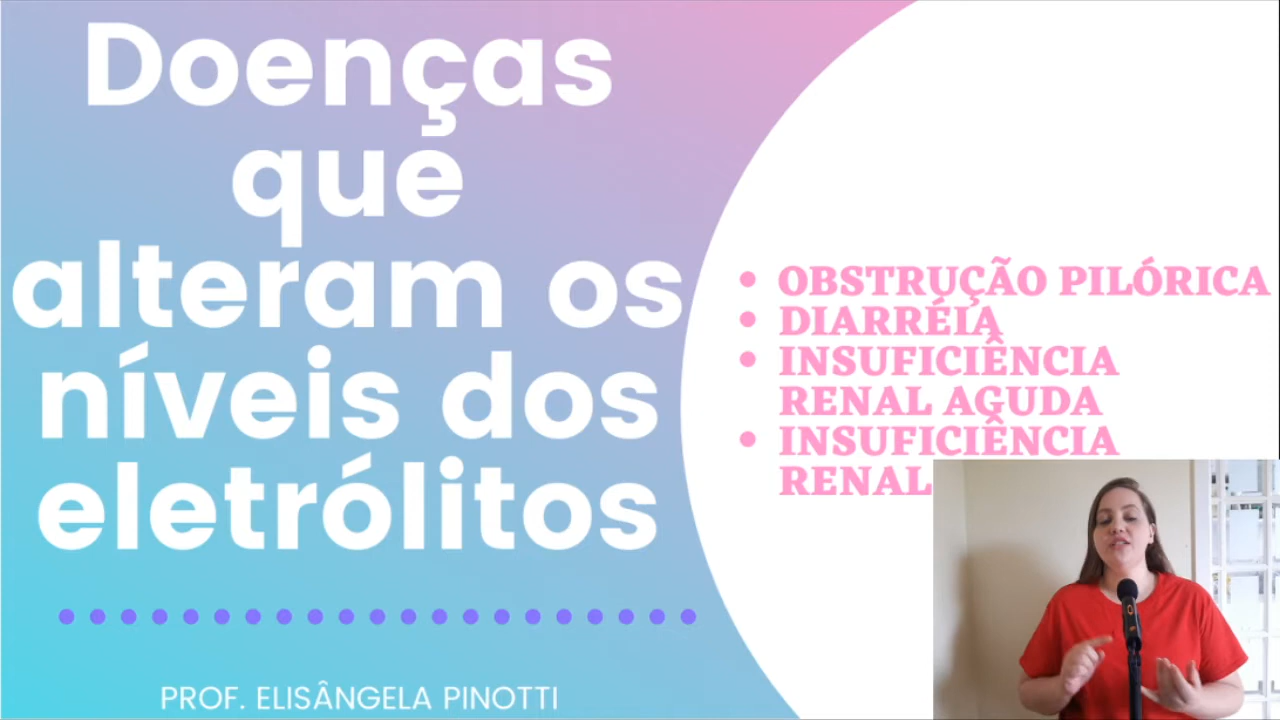 Doenças
que
alteram os
níveis dos
eletrólitos
PROF. ELISÂNGELA PINOTTI
• OBSTRUÇÃO PILÓRICA
• DIARRÉIA
• INSUFICIÊNCIA
RENAL AGUDA
• INSUFICIÊNCIA
RENAL